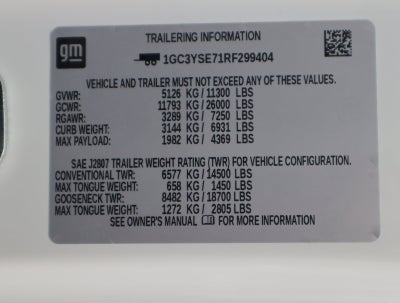 TRAILERING INFORMATION
gm
1GC3YSE71RF299404
VEHICLE AND TRAILER MUST NOT EXCEED ANY OF THESE VALUES.
GVWR: 5126 KG / 11300 LBS
GCWR: 11793 KG / 26000 LBS
RGAWR: 3289 KG / 7250 LBS
CURB WEIGHT: 3144 KG / 6931 LBS
MAX PAYLOAD: 1982 KG / 4369 LBS
SAE J2807 TRAILER WEIGHT RATING (TWR) FOR VEHICLE CONFIGURATION.
CONVENTIONAL TWR: 6577 KG / 14500 LBS
MAX TONGUE WEIGHT: 658 KG / 1450 LBS
GOOSENECK TWR: 8482 KG / 18700 LBS
MAX TONGUE WEIGHT: 1272 KG / 2805 LBS
SEE OWNER'S MANUAL FOR MORE INFORMATION